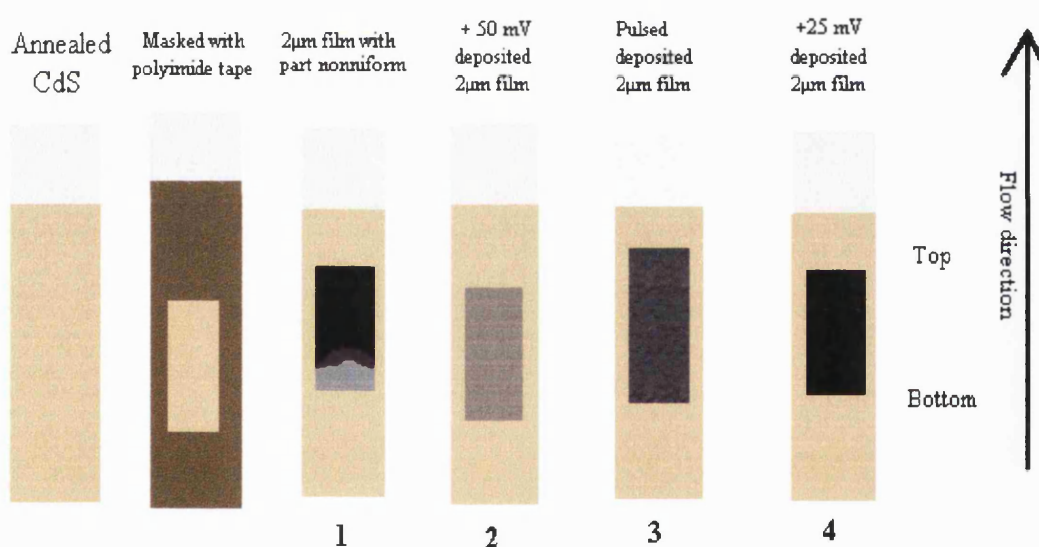 Annealed
CdS
Masked with
polyimide tape
2μm film with
part nonniform
+ 50 mV
deposited
2μm film
Pulsed
deposited
2μm film
+25 mV
deposited
2μm film
Flow direction
Top
Bottom
1
2
3
4